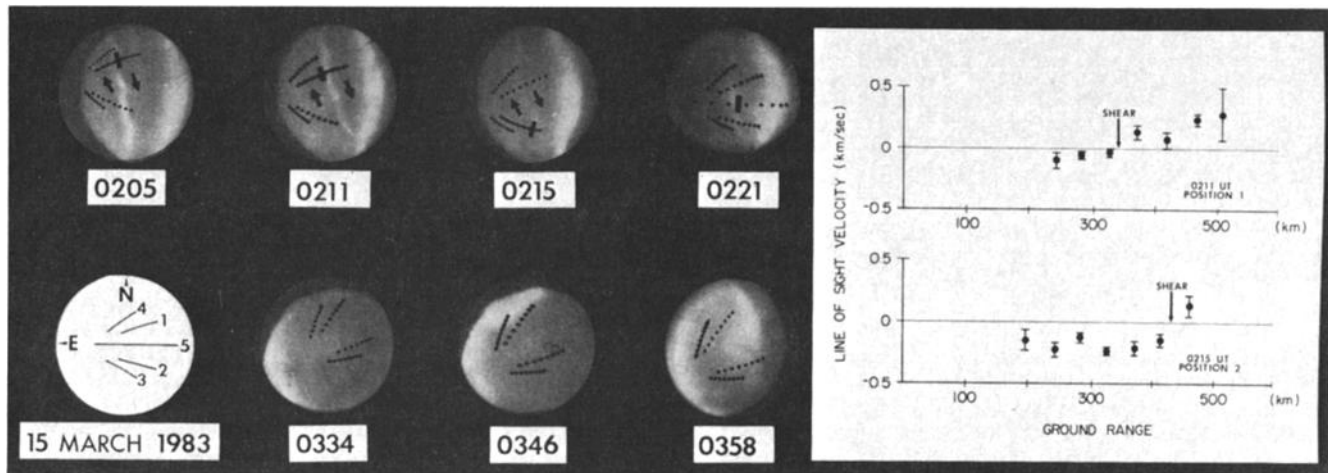 0205
0211
0215
0221
N
4
1
E
5
2
3
15 MARCH 1983
0334
0346
0358
LINE OF SIGHT VELOCITY (km/sec)
0.5
0
-0.5
SHEAR
0211 UT
POSITION 1
100
300
500
(km)
0.5
0
-0.5
SHEAR
0215 UT
POSITION 2
100
300
500
(km)
GROUND RANGE